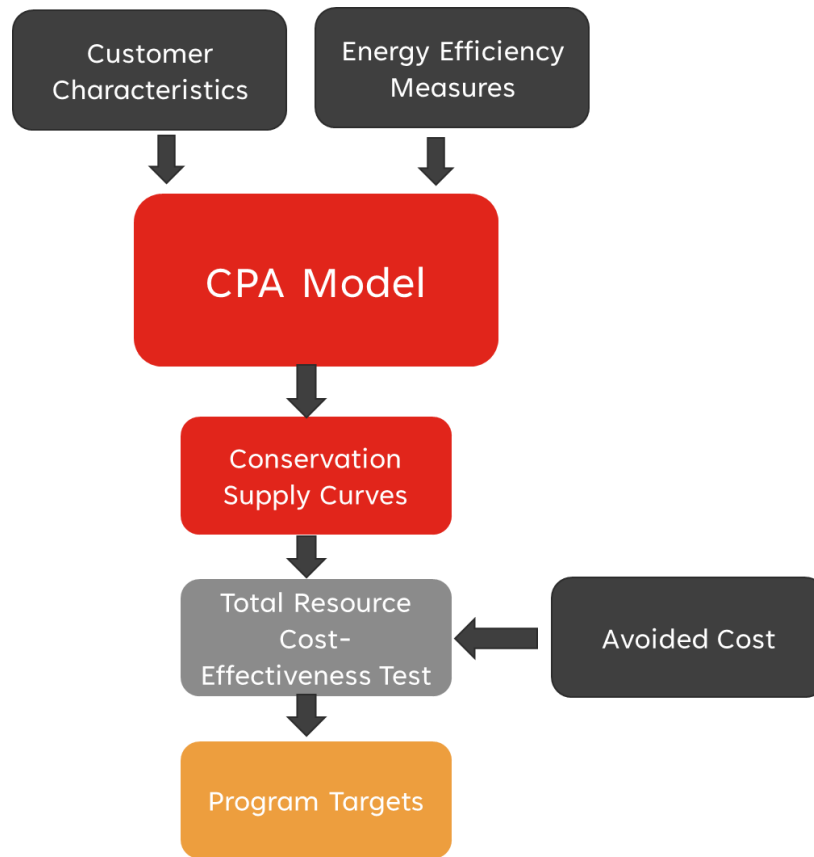 Customer
Characteristics
Energy Efficiency
Measures
CPA Model
Conservation
Supply Curves
Total Resource
Cost-
Effectiveness Test
Avoided Cost
Program Targets